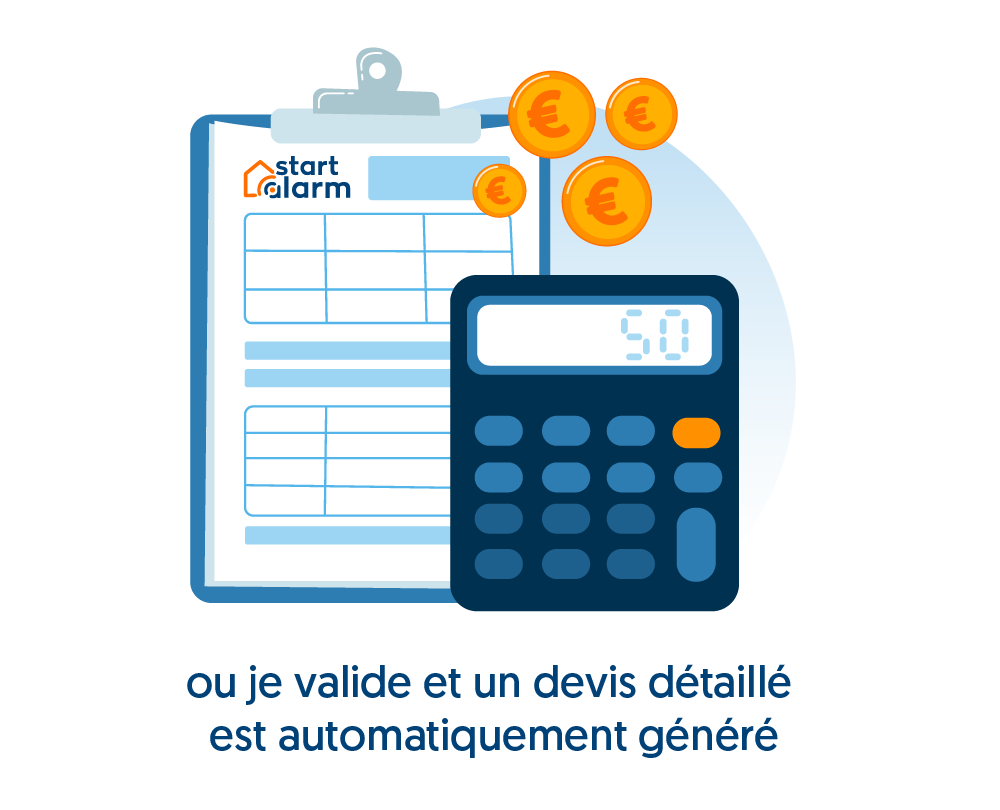 start
alarm
50
ou je valide et un devis détaillé
est automatiquement généré